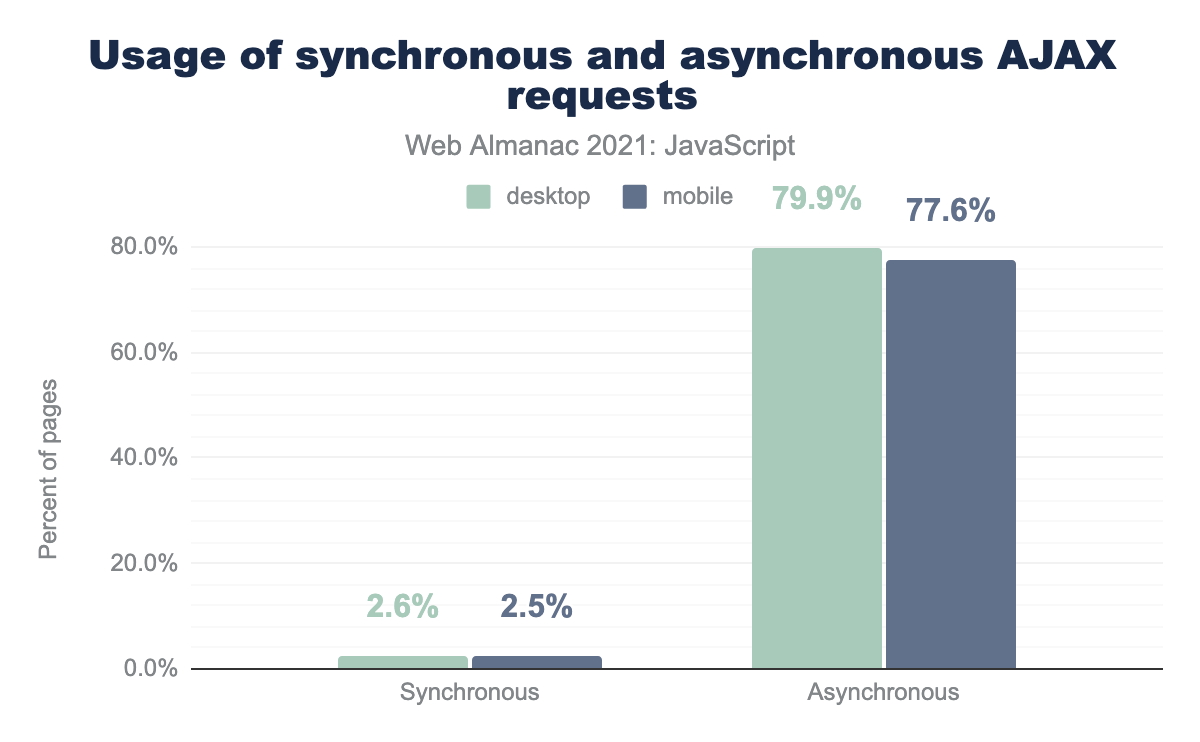 Usage of synchronous and asynchronous AJAX
requests
Web Almanac 2021: JavaScript
desktop
mobile
79.9%
77.6%
80.0%
60.0%
40.0%
20.0%
0.0%
Percent of pages
2.6%
2.5%
Synchronous
Asynchronous